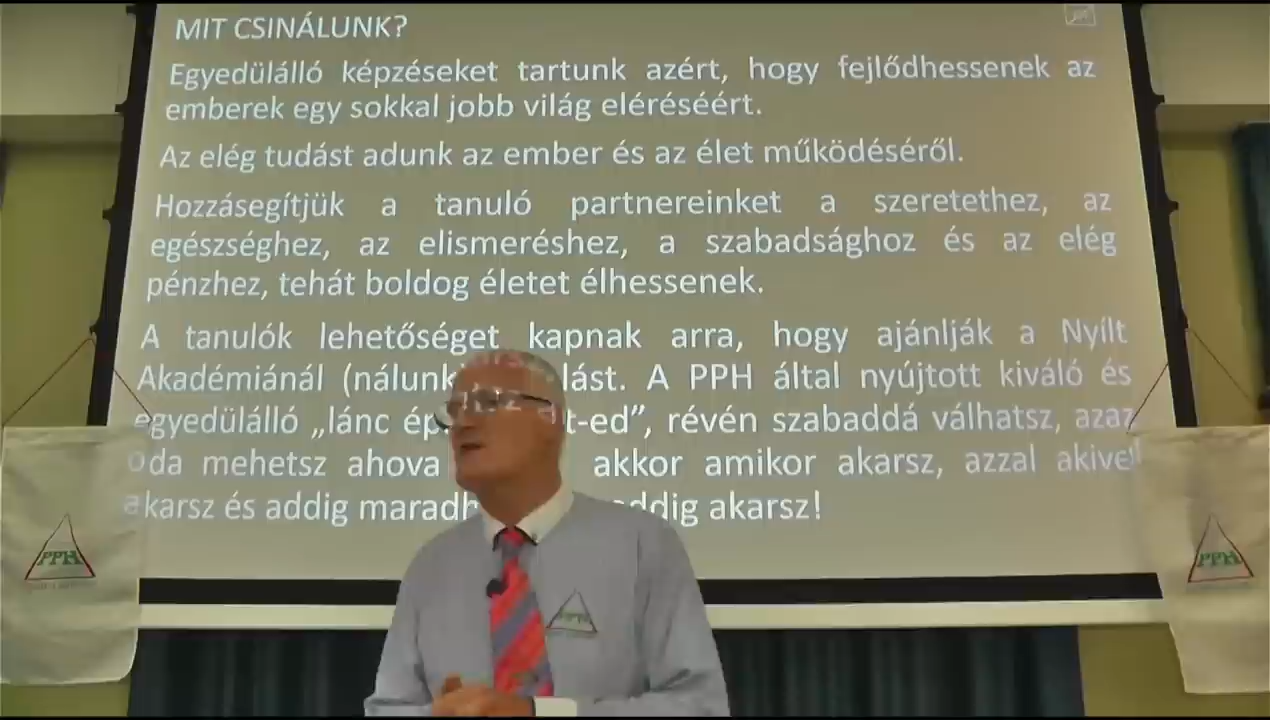 MIT CSINÁLUNK?
Egyedülálló képzéseket tartunk azért, hogy fejlődhessenek az
emberek egy sokkal jobb világ eléréséért.
Az elég tudást adunk az ember és az élet működéséről.
Hozzásegítjük a tanuló partnereinket a szeretethez, az
egészséghez, az elismeréshez, a szabadsághoz és az elég
pénzhez, tehát boldog életet élhessenek.
A tanulók lehetőséget kapnak arra, hogy ajánlják a Nyílt
Akadémiánál (nálunk lást. A PPH által nyújtott kiváló és
egyedülálló „lánc ép t-ed”, révén szabaddá válhatsz, azaz
oda mehetsz ahova akkor amikor akarsz, azzal akivel
akarsz és addig maradh addig akarsz!
PPH
PPH
PPH